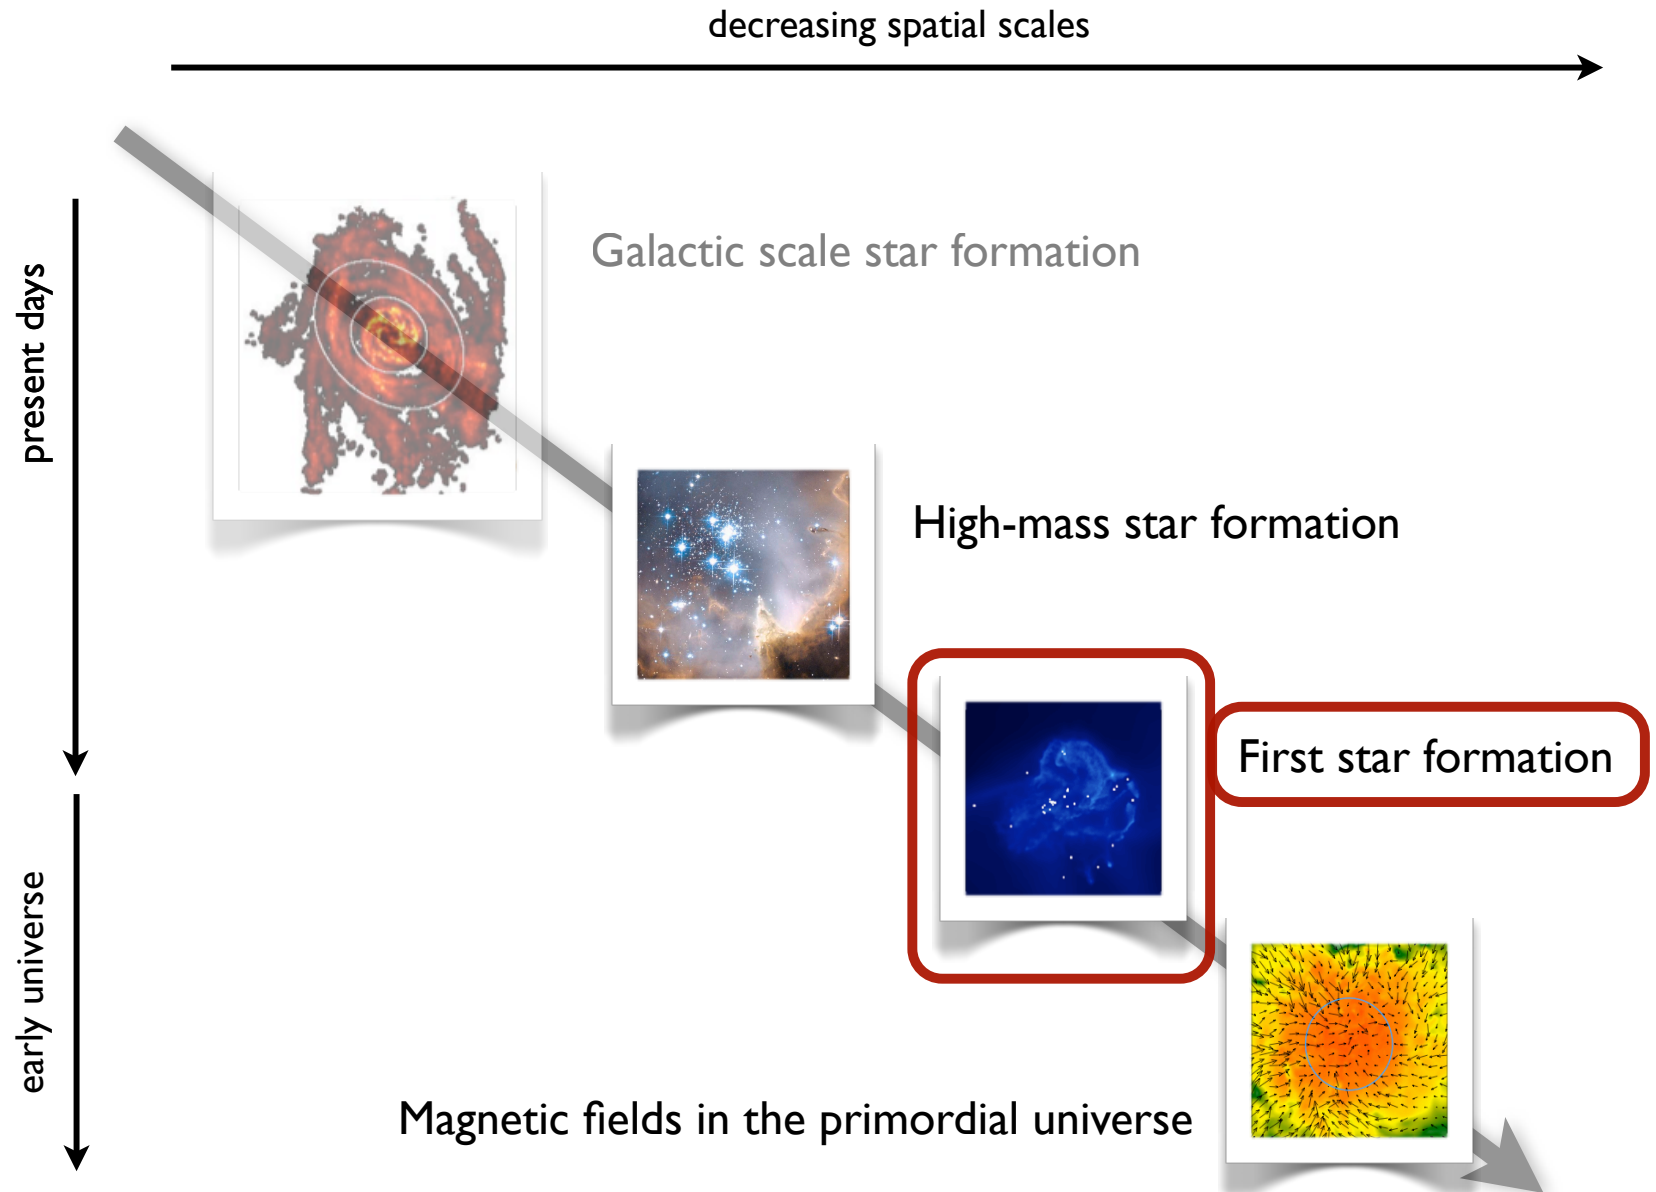 decreasing spatial scales
present days
Galactic scale star formation
High-mass star formation
First star formation
early universe
Magnetic fields in the primordial universe